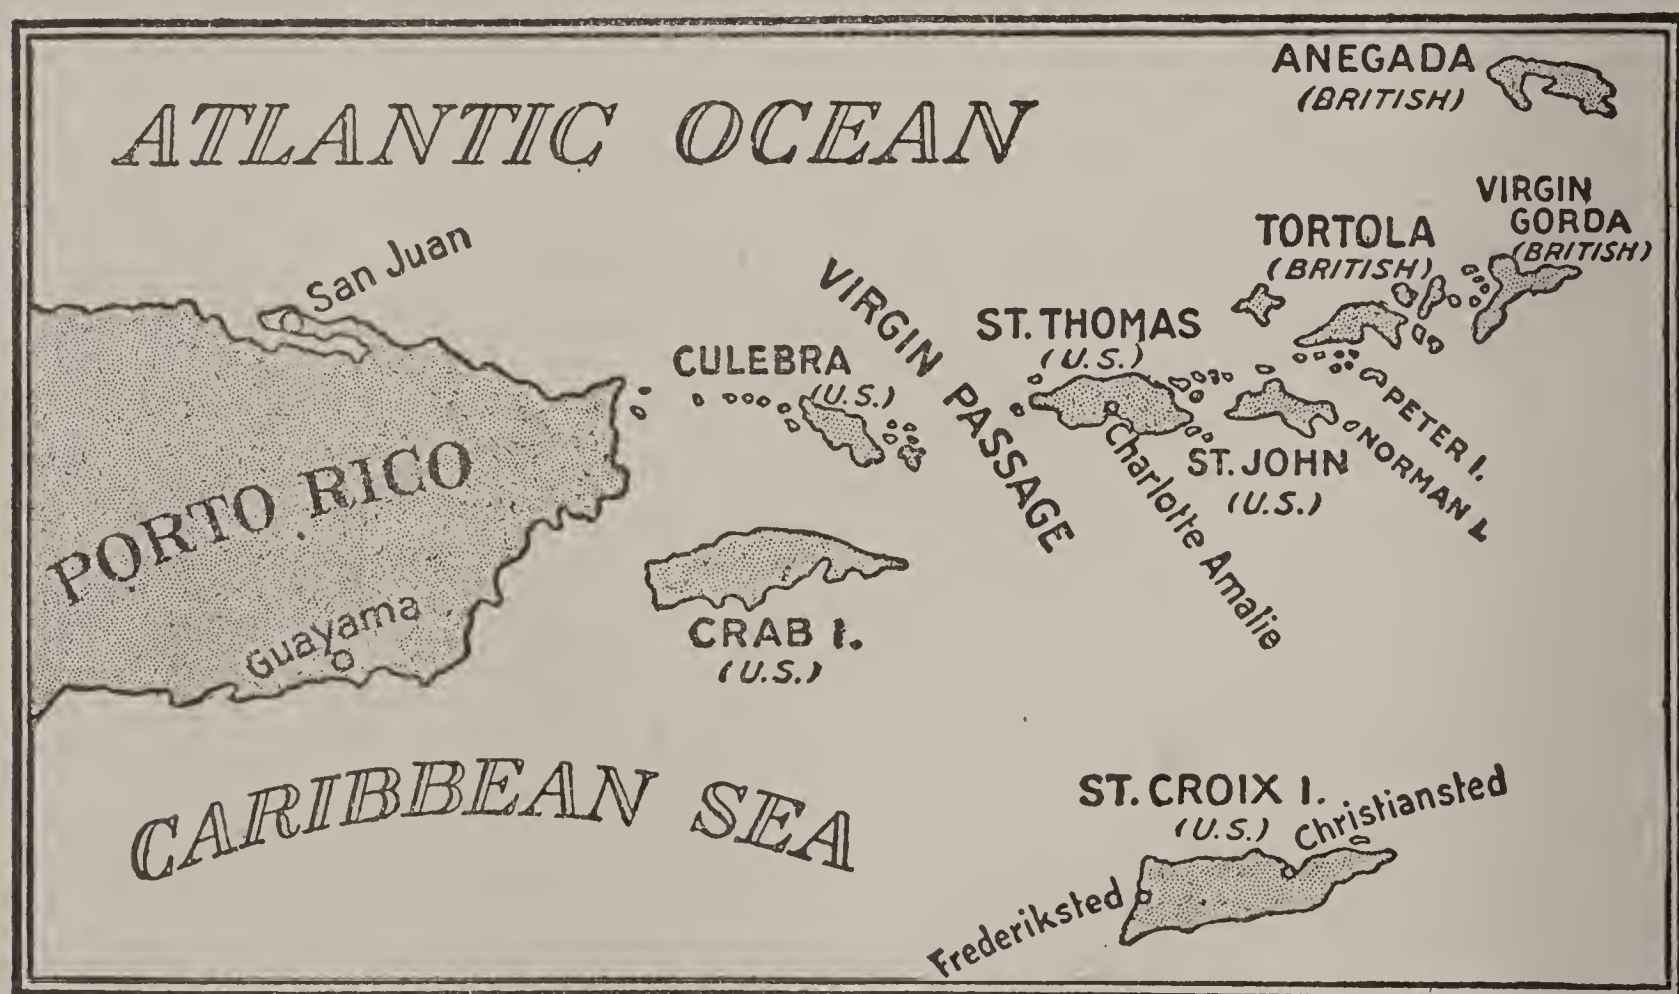 ANEGADA
(BRITISH)
ATLANTIC OCEAN
VIRGIN
GORDA
(BRITISH)
TORTOLA
(BRITISH)
San Juan
VIRGIN PASSAGE
ST. THOMAS
(U.S.)
CULEBRA
(U.S.)
PETER I.
NORMAN I.
ST. JOHN
(U.S.)
Charlotte Amalie
PORTO RICO
Guayama
CRAB I.
(U.S.)
CARIBBEAN SEA
ST. CROIX I.
(U.S.)
Christiansted
Frederiksted